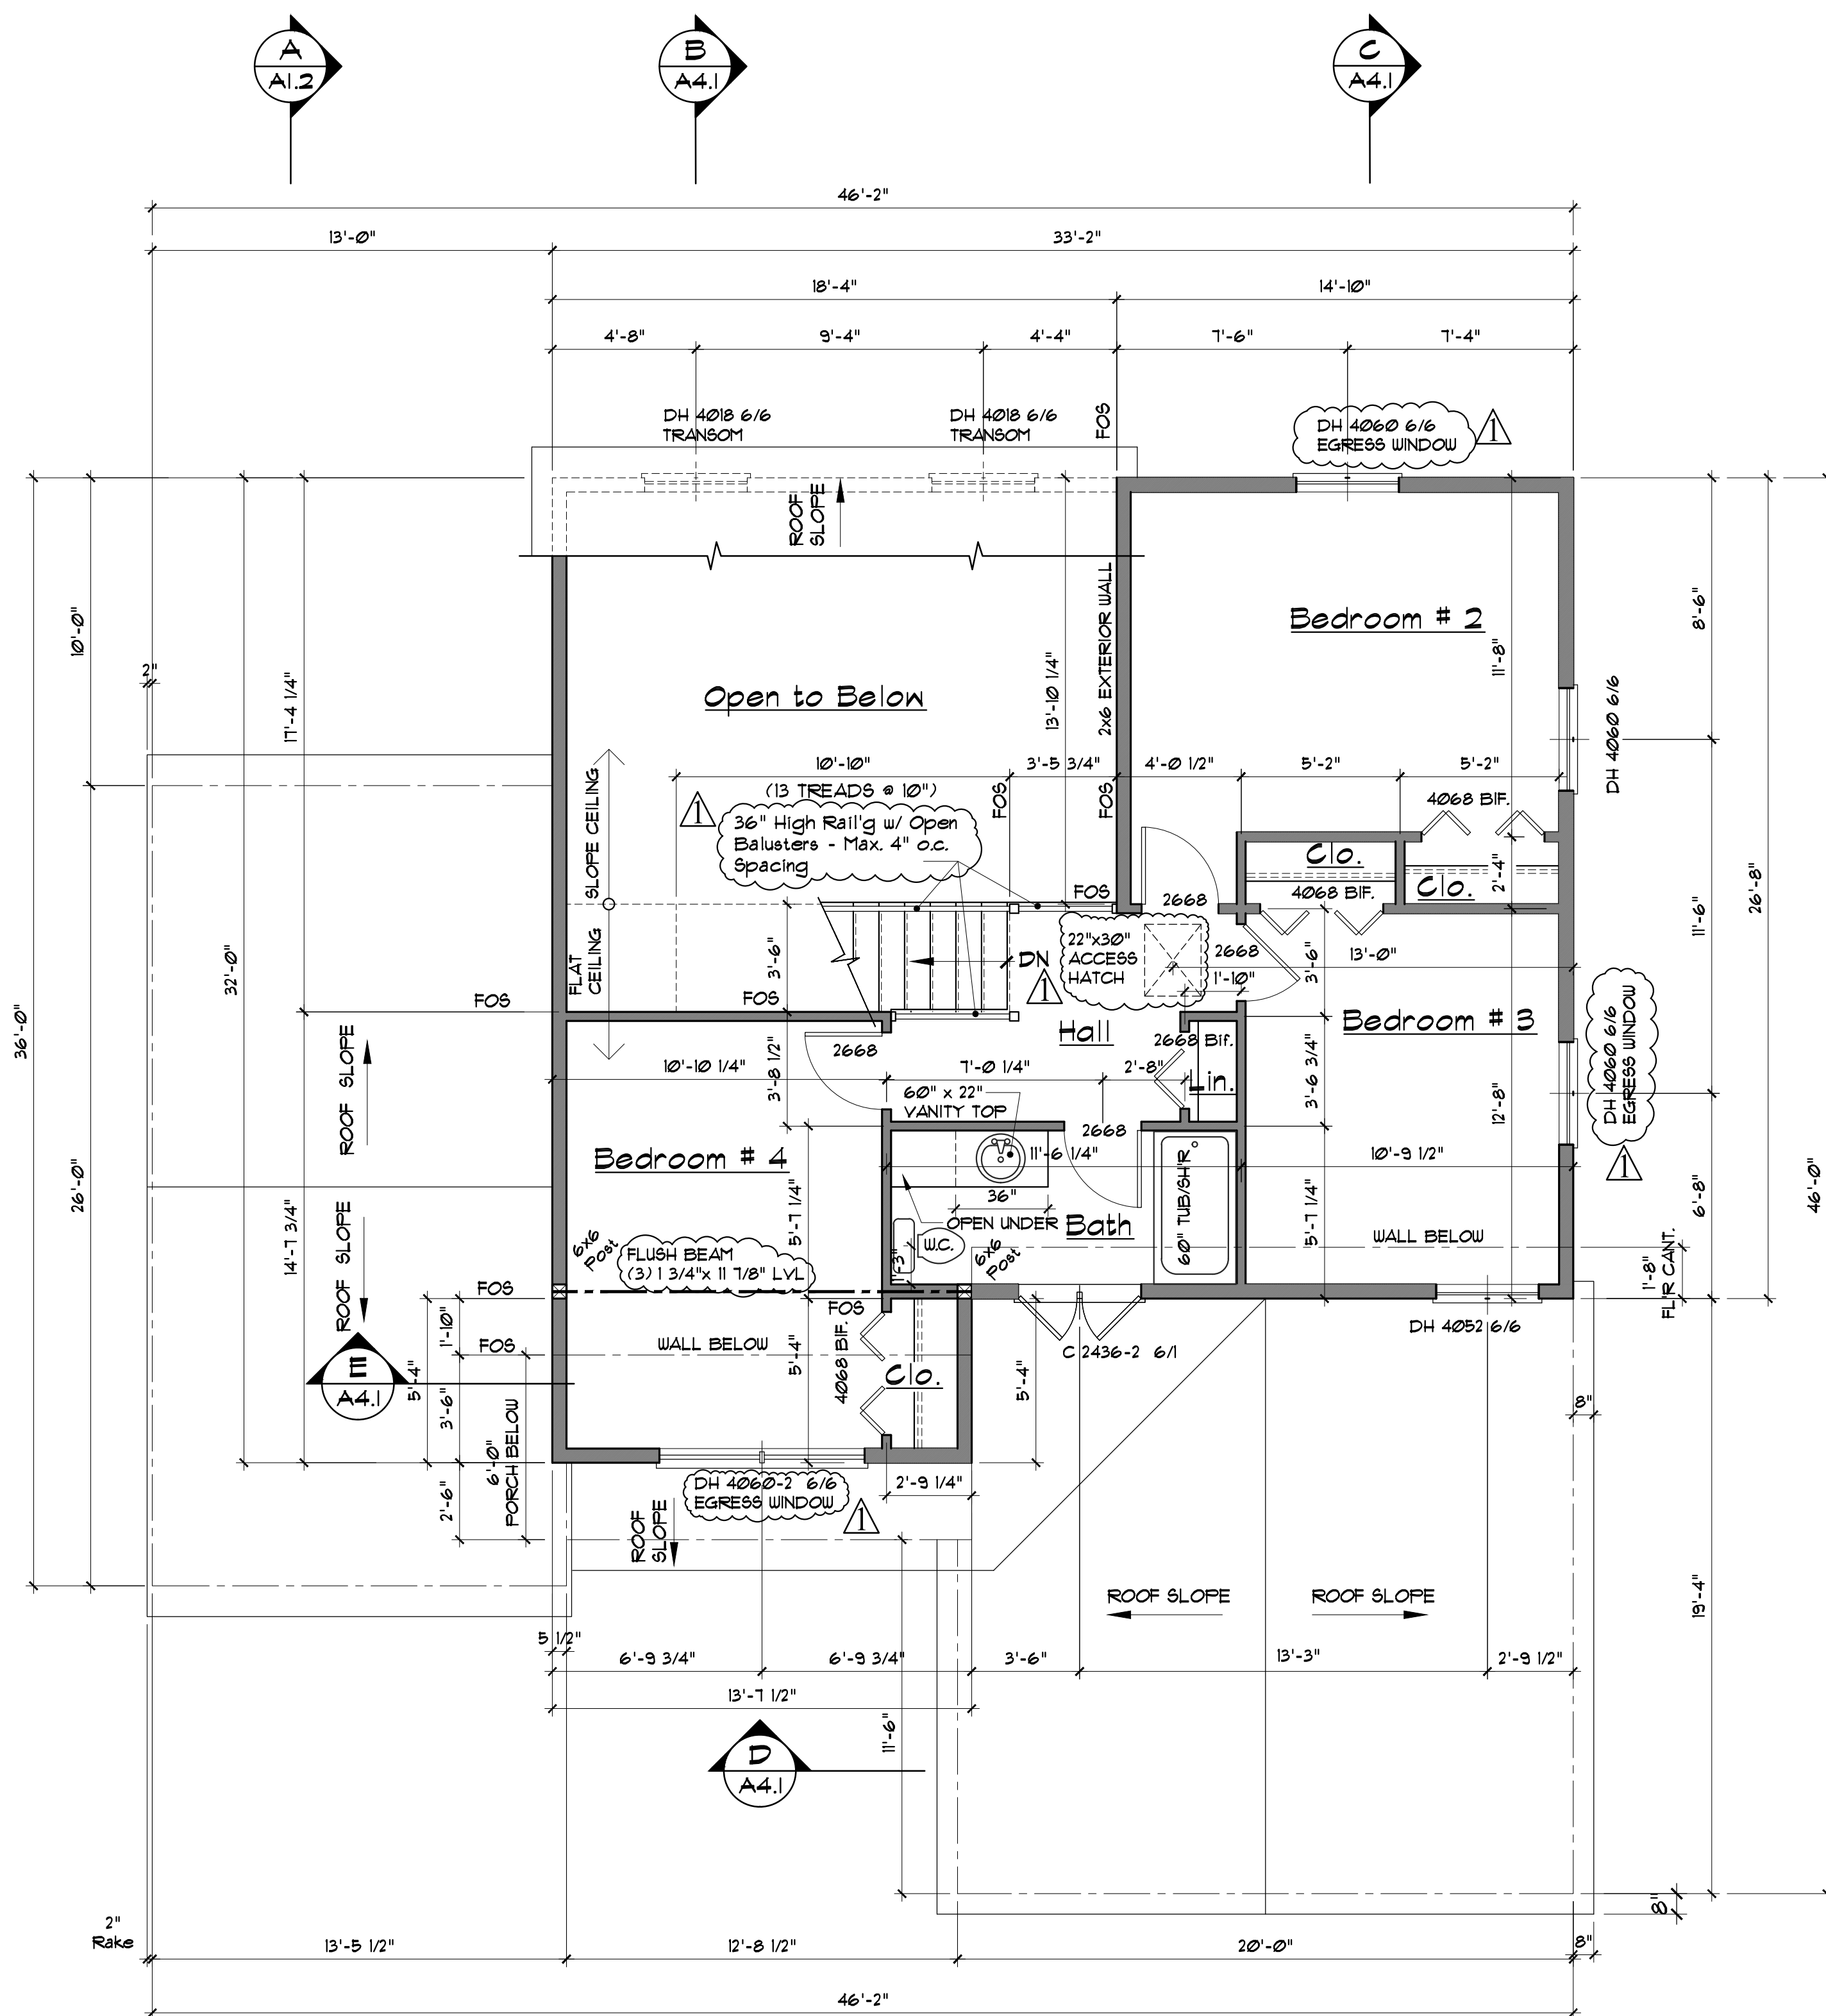 A
A1.2
B
A4.1
C
A4.1
46'-2"
13'-0"
33'-2"
18'-4"
14'-10"
4'-8"
9'-4"
4'-4"
7'-6"
7'-4"
DH 4018 6/6
TRANSOM
DH 4018 6/6
TRANSOM
FOS
DH 4060 6/6
EGRESS WINDOW
1
ROOF
SLOPE
2x6 EXTERIOR WALL
Bedroom # 2
11'-8"
8'-6"
10'-0"
2"
17'-4 1/4"
Open to Below
13'-10 1/4"
DH 4060 6/6
10'-10"
3'-5 3/4"
4'-0 1/2"
5'-2"
5'-2"
(13 TREADS @ 10")
1
36" High Rail'g w/ Open
Balusters - Max. 4" o.c.
Spacing
FOS
FOS
4068 BIF.
SLOPE CEILING
Clo.
Clo.
2'-4"
4068 BIF.
26'-8"
FOS
2668
11'-6"
FLAT
CEILING
3'-6"
DN
1
22"x30"
ACCESS
HATCH
2668
3'-6"
13'-0"
1'-10"
32'-0"
36'-0"
FOS
FOS
Hall
Bedroom # 3
DH 4060 6/6
EGRESS WINDOW
1
ROOF SLOPE
2668
2668 Bif.
10'-10 1/4"
3'-8 1/2"
7'-0 1/4"
2'-8"
Lin.
3'-6 3/4"
12'-8"
60" x 22"
VANITY TOP
2668
Bedroom # 4
11'-6 1/4"
10'-9 1/2"
26'-0"
14'-7 3/4"
ROOF SLOPE
5'-7 1/4"
36"
OPEN UNDER
Bath
60" TUB/SH'R
5'-7 1/4"
6'-8"
46'-0"
W.C.
1'-3"
6x6
Post
6x6
Post
FLUSH BEAM
(3) 1 3/4"x 11 7/8" LVL
WALL BELOW
1'-8"
FL'R CANT.
FOS
FOS
1'-10"
FOS
WALL BELOW
5'-4"
4068 BIF.
DH 4052 6/6
C 2436-2 6/1
E
A4.1
5'-4"
3'-6"
Clo.
5'-4"
8"
6'-0"
PORCH BELOW
2'-6"
DH 4060-2 6/6
EGRESS WINDOW
1
2'-9 1/4"
ROOF
SLOPE
ROOF SLOPE
ROOF SLOPE
19'-4"
5 1/2"
6'-9 3/4"
6'-9 3/4"
3'-6"
13'-3"
2'-9 1/2"
13'-7 1/2"
11'-6"
D
A4.1
8"
2"
Rake
13'-5 1/2"
12'-8 1/2"
20'-0"
8"
46'-2"